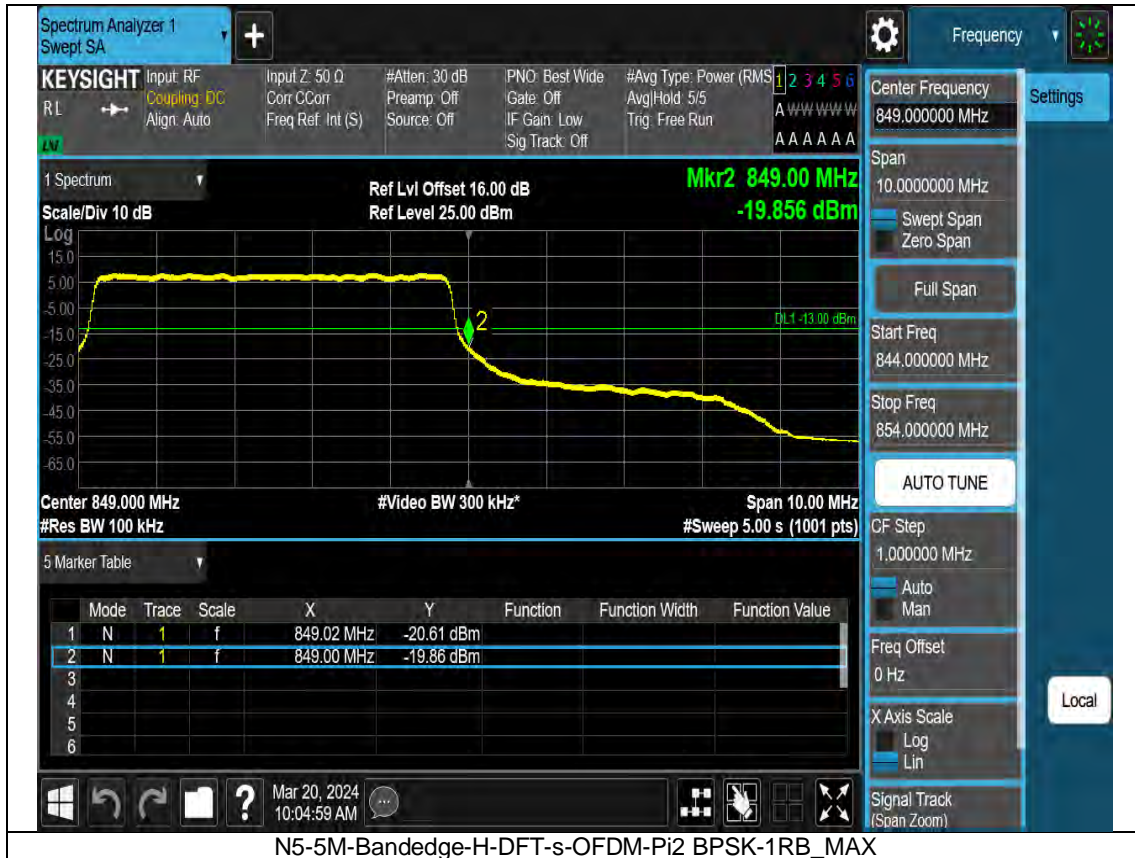 Spectrum Analyzer 1
Swept SA
Frequency
KEYSIGHT
RL
Input: RF
Coupling: DC
Align: Auto
Input Z: 50 Ω
Corr CCorr
Freq Ref: Int (S)
#Atten: 30 dB
Preamp: Off
Source: Off
PNO: Best Wide
Gate: Off
IF Gain: Low
Sig Track: Off
#Avg Type: Power (RMS
Avg|Hold: 5/5
Trig: Free Run
1 2 3 4 5 6
A W W W W W
A A A A A A
1 Spectrum
Scale/Div 10 dB
Ref Lvl Offset 16.00 dB
Ref Level 25.00 dBm
Mkr2 849.00 MHz
-19.856 dBm
Log
15.0
5.00
-5.00
-15.0
-25.0
-35.0
-45.0
-55.0
-65.0
2
DL1 -13.00 dBm
Center 849.000 MHz
#Video BW 300 kHz*
Span 10.00 MHz
#Res BW 100 kHz
#Sweep 5.00 s (1001 pts)
5 Marker Table
Mode Trace Scale X Y Function Function Width Function Value
1 N 1 f 849.02 MHz -20.61 dBm
2 N 1 f 849.00 MHz -19.86 dBm
3
4
5
6
Mar 20, 2024
10:04:59 AM
Center Frequency
849.000000 MHz
Settings
Span
10.0000000 MHz
Swept Span
Zero Span
Full Span
Start Freq
844.000000 MHz
Stop Freq
854.000000 MHz
AUTO TUNE
CF Step
1.000000 MHz
Auto
Man
Freq Offset
0 Hz
X Axis Scale
Log
Lin
Local
Signal Track
(Span Zoom)
N5-5M-Bandedge-H-DFT-s-OFDM-Pi2 BPSK-1RB_MAX